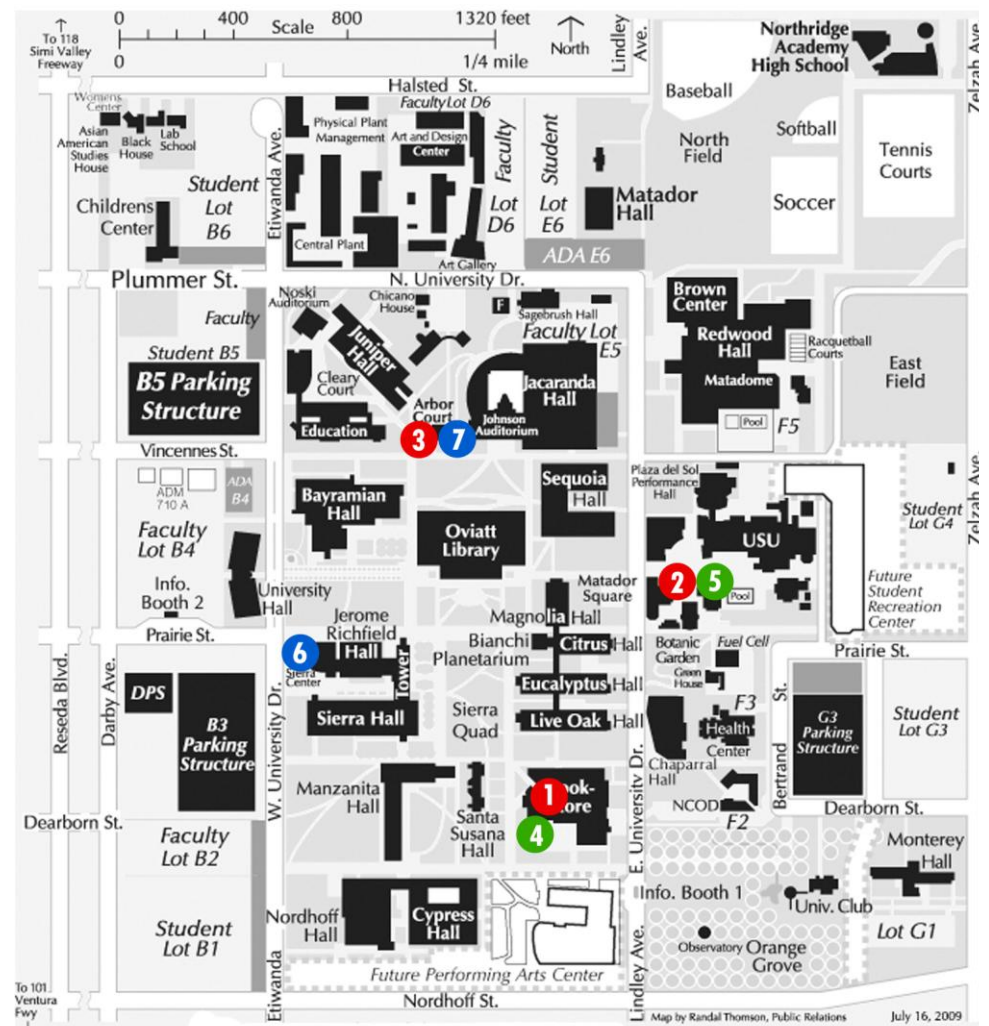 0
400
800
1320 feet
Scale
0
1/4 mile
North
To 118
Simi Valley
Freeway
Lindley
Ave.
Northridge
Academy
High School
Zelzah Ave.
Halsted St.
Womens
Center
Asian
American
Studies
House
Black
House
Lab
School
Childrens
Center
Student
Lot
B6
Etiwanda Ave.
Physical Plant
Management
Faculty Lot D6
Art and Design
Center
Faculty
Lot
D6
Student
Lot
E6
Matador
Hall
ADA E6
Central Plant
Art Gallery
Baseball
Softball
North
Field
Tennis
Courts
Soccer
Plummer St.
N. University Dr.
Noski
Auditorium
Chicano
House
F
Sagebrush Hall
Faculty Lot
E5
Faculty
Student B5
B5 Parking
Structure
Juniper
Hall
Cleary
Court
Education
Arbor
Court
3
7
Johnson
Auditorium
Jacaranda
Hall
Brown
Center
Redwood
Hall
Matadome
Racquetball
Courts
Pool
F5
East
Field
Vincennes St.
ADM
710 A
ADA
B4
Faculty
Lot B4
Info.
Booth 2
University
Hall
Bayramian
Hall
Oviatt
Library
Sequoia
Hall
Plaza del Sol
Performance
Hall
USU
2
5
Pool
Student
Lot G4
Zelzah Ave.
Future
Student
Recreation
Center
Matador
Square
Magnolia Hall
Bianchi
Planetarium
Citrus Hall
Eucalyptus Hall
Live Oak Hall
Jerome
Richfield
Hall
6
Sierra
Center
Tower
Sierra Hall
Sierra
Quad
Botanic
Garden
Fuel Cell
Green
House
Prairie St.
Prairie St.
Reseda Blvd.
Darby Ave.
DPS
B3
Parking
Structure
W. University Dr.
F3
Health
Center
Chaparral
Hall
NCOD
F2
Bertrand St.
G3
Parking
Structure
Student
Lot G3
Manzanita
Hall
Santa
Susana
Hall
1
ook-
ore
4
E. University Dr.
Dearborn St.
Dearborn St.
Faculty
Lot B2
Student
Lot B1
Nordhoff
Hall
Cypress
Hall
Etiwanda
Future Performing Arts Center
Lindley Ave.
Info. Booth 1
Univ. Club
Observatory
Orange
Grove
Monterey
Hall
Lot G1
To 101
Ventura
Fwy
Nordhoff St.
Map by Randal Thomson, Public Relations
July 16, 2009